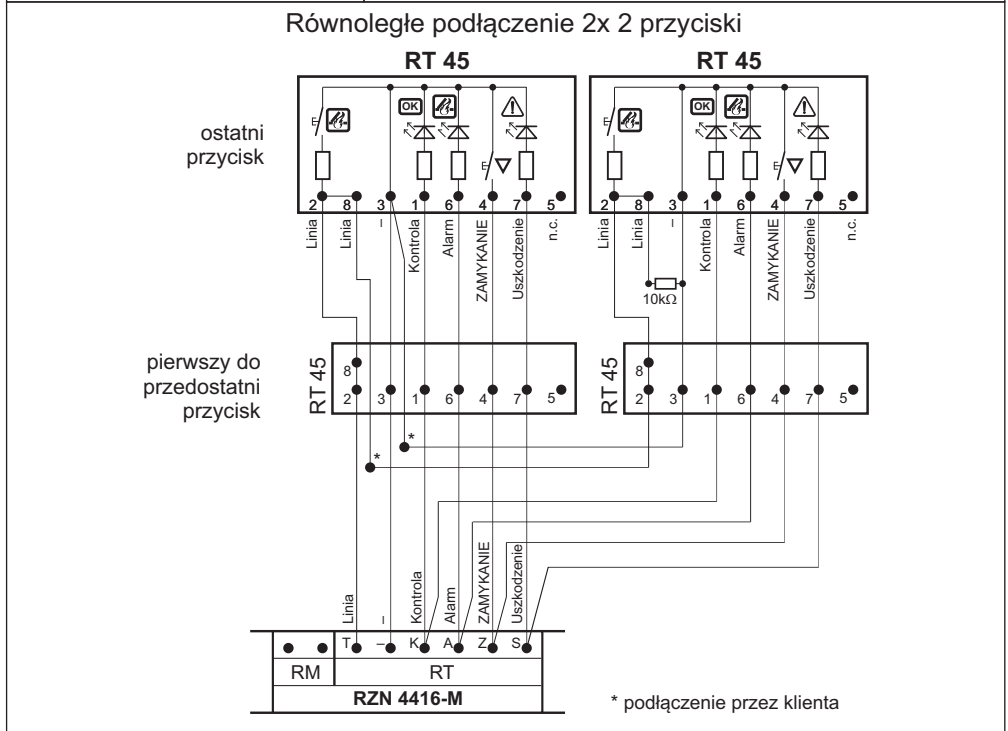 Równoległe podłączenie 2x 2 przyciski
RT 45 RT 45
OK OK
ostatni
przycisk
2 8 3 1 6 4 7 5 2 8 3 1 6 4 7 5
Linia Linia – Kontrola Alarm ZAMYKANIE Uszkodzenie n.c. Linia Linia – Kontrola Alarm ZAMYKANIE Uszkodzenie n.c.
10kΩ
pierwszy do
przedostatni
przycisk
RT 45 RT 45
8 8
2 3 1 6 4 7 5 2 3 1 6 4 7 5
*
*
Linia – Kontrola Alarm ZAMYKANIE Uszkodzenie
T – K A Z S
RM RT
RZN 4416-M
* podłączenie przez klienta